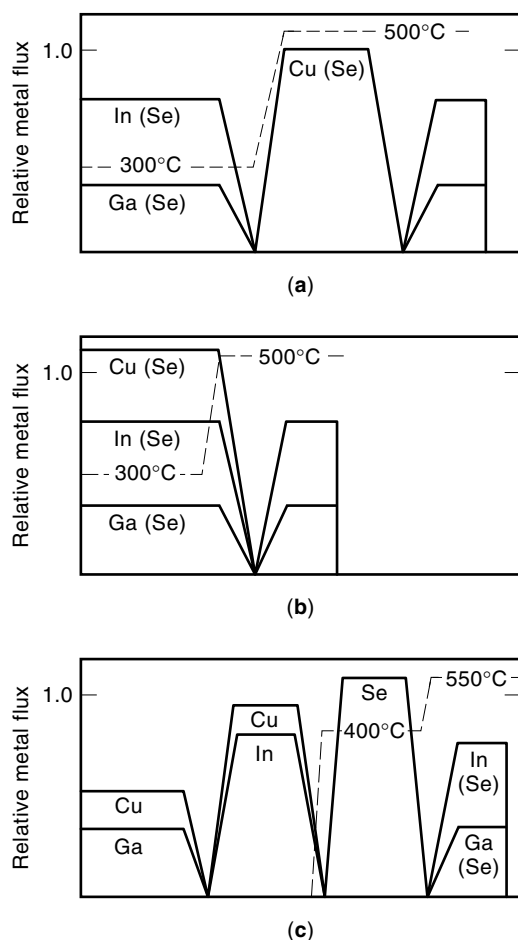 Relative metal flux
1.0
500°C
Cu (Se)
In (Se)
300°C
Ga (Se)
(a)
Relative metal flux
Cu (Se)
500°C
1.0
In (Se)
300°C
Ga (Se)
(b)
Relative metal flux
1.0
550°C
Se
Cu
400°C
In
In
(Se)
Cu
Ga
Ga
(Se)
(c)